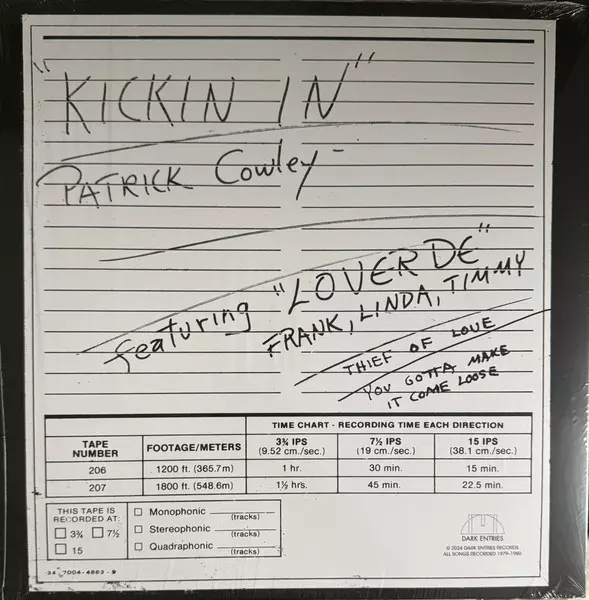 "KICKIN IN"
PATRICK Cowley-
featuring "LOVERDE"
FRANK, LINDA, TIMMY
THIEF OF LOVE
YOU GOTTA MAKE
IT COME LOOSE
TIME CHART - RECORDING TIME EACH DIRECTION
TAPE NUMBER FOOTAGE/METERS 3¾ IPS (9.52 cm./sec.) 7½ IPS (19 cm./sec.) 15 IPS (38.1 cm./sec.)
206 1200 ft. (365.7m) 1 hr. 30 min. 15 min.
207 1800 ft. (548.6m) 1½ hrs. 45 min. 22.5 min.
THIS TAPE IS
RECORDED AT:
3¾ 7½
15
Monophonic (tracks)
Stereophonic (tracks)
Quadraphonic (tracks)
DARK ENTRIES
© 2024 DARK ENTRIES RECORDS
ALL SONGS RECORDED 1979-1980
34-7004-4863-9